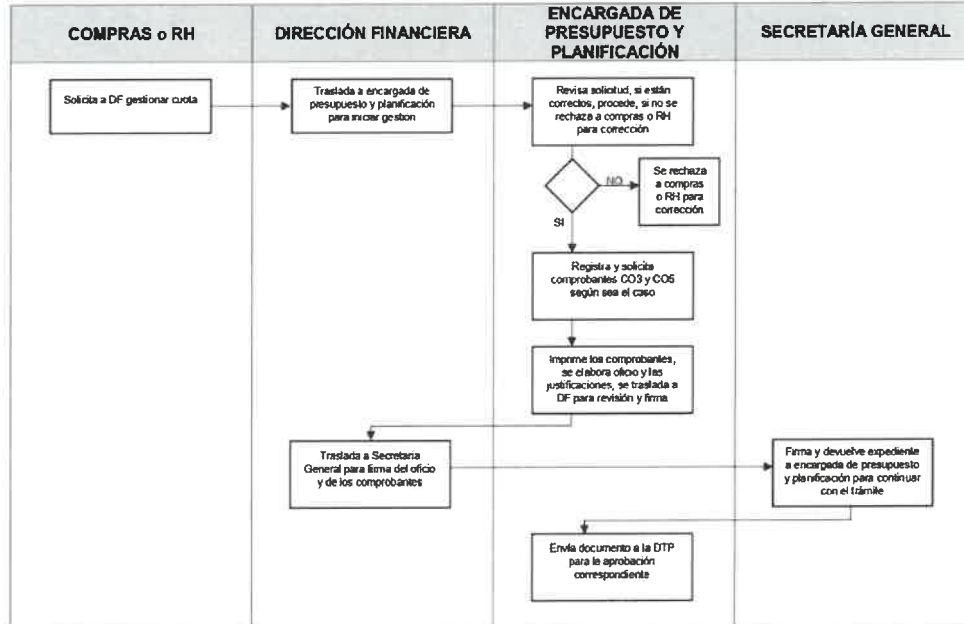 COMPRAS o RH
DIRECCIÓN FINANCIERA
ENCARGADA DE
PRESUPUESTO Y
PLANIFICACIÓN
SECRETARÍA GENERAL
Solicita a DF gestionar cuota
Traslada a encargada de
presupuesto y planificación
para iniciar gestión
Revisa solicitud, si están
correctos, procede, si no se
rechaza a compras o RH
para corrección
NO
Se rechaza
a compras
o RH para
corrección
SI
Registra y solicita
comprobantes CO3 y CO5
según sea el caso
Imprime los comprobantes,
se elabora oficio y las
justificaciones, se traslada a
DF para revisión y firma
Traslada a Secretaria
General para firma del oficio
y de los comprobantes
Firma y devuelve expediente
a encargada de presupuesto
y planificación para continuar
con el trámite
Envía documento a la DTP
para la aprobación
correspondiente